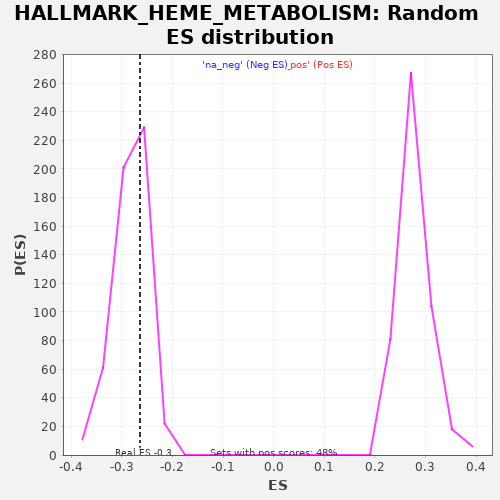 HALLMARK_HEME_METABOLISM: Random
ES distribution
'na_neg' (Neg ES)_pos' (Pos ES)
280
260
240
220
200
180
160
140
120
100
80
60
40
20
0
P(ES)
Real ES -0.3
Sets with pos scores: 48%
-0.4 -0.3 -0.2 -0.1 0.0 0.1 0.2 0.3 0.4
ES